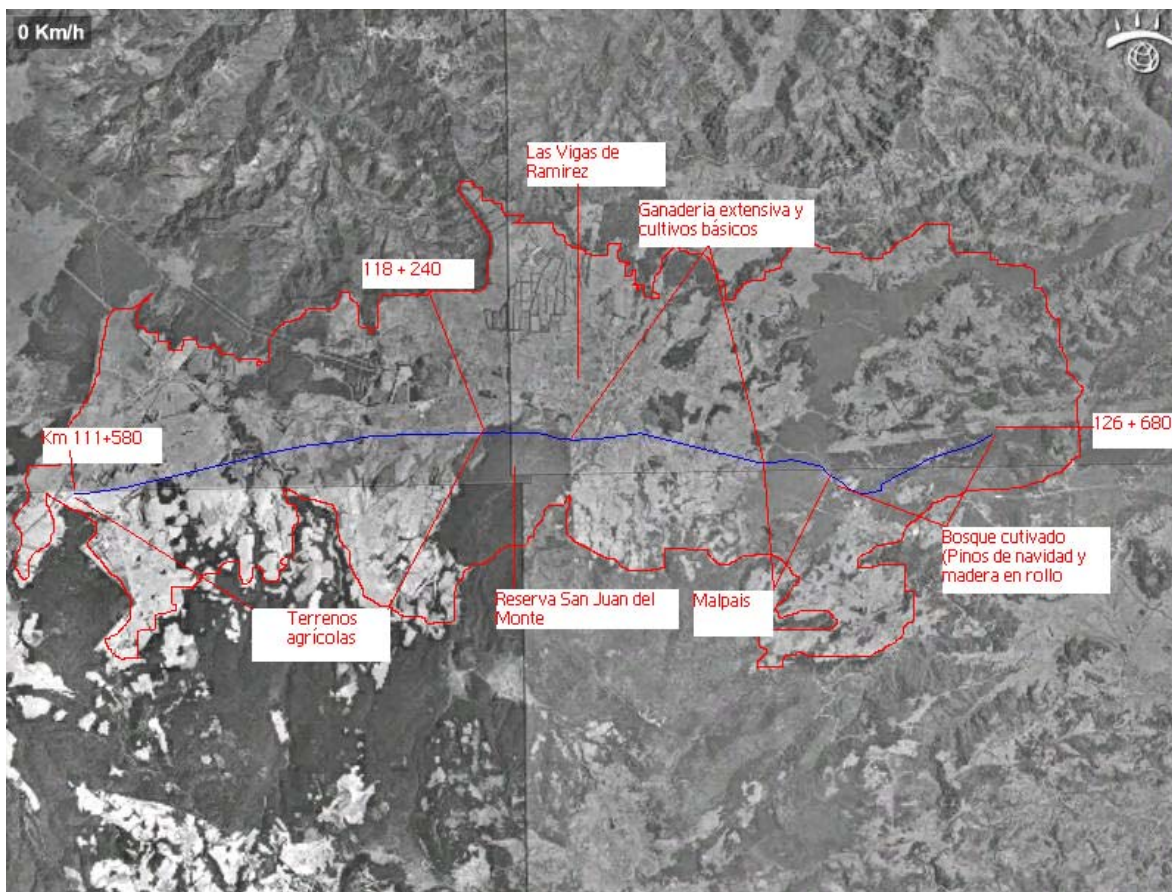 0 Km/h
Las Vigas de
Ramirez
Ganaderia extensiva y
cultivos básicos
118 + 240
Km 111+580
126 + 680
Bosque cutivado
(Pinos de navidad y
madera en rollo
Terrenos
agrícolas
Reserva San Juan del
Monte
Malpais